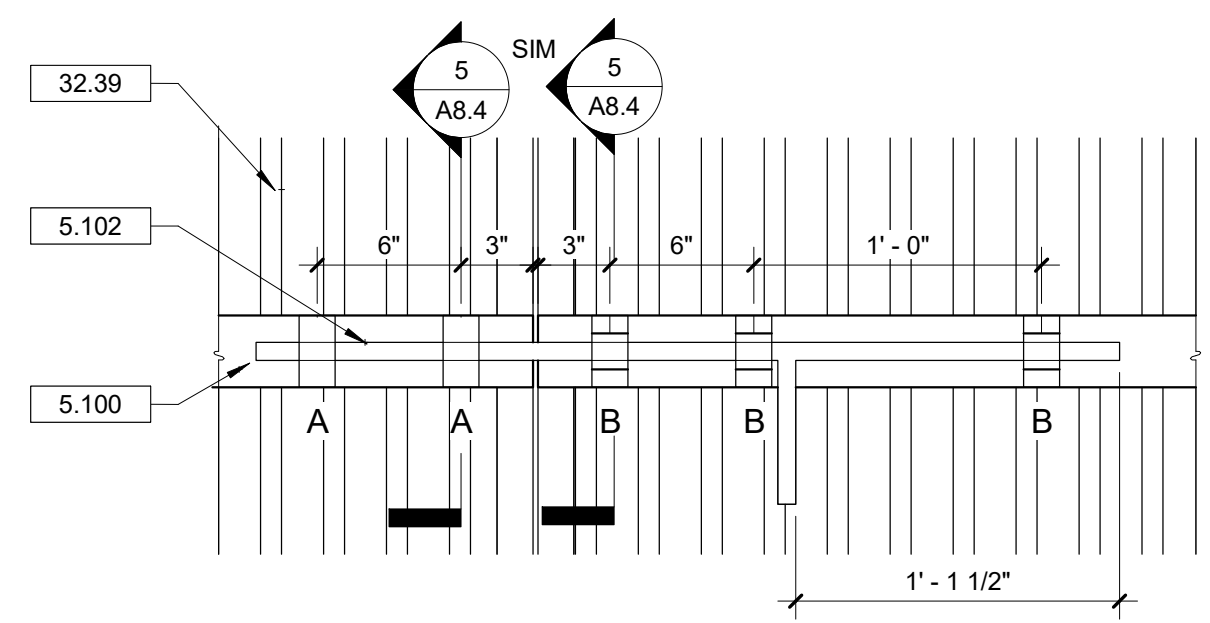 SIM
5
A8.4
5
A8.4
32.39
5.102
6"
3"
3"
6"
1' - 0"
5.100
A
A
B
B
B
1' - 1 1/2"